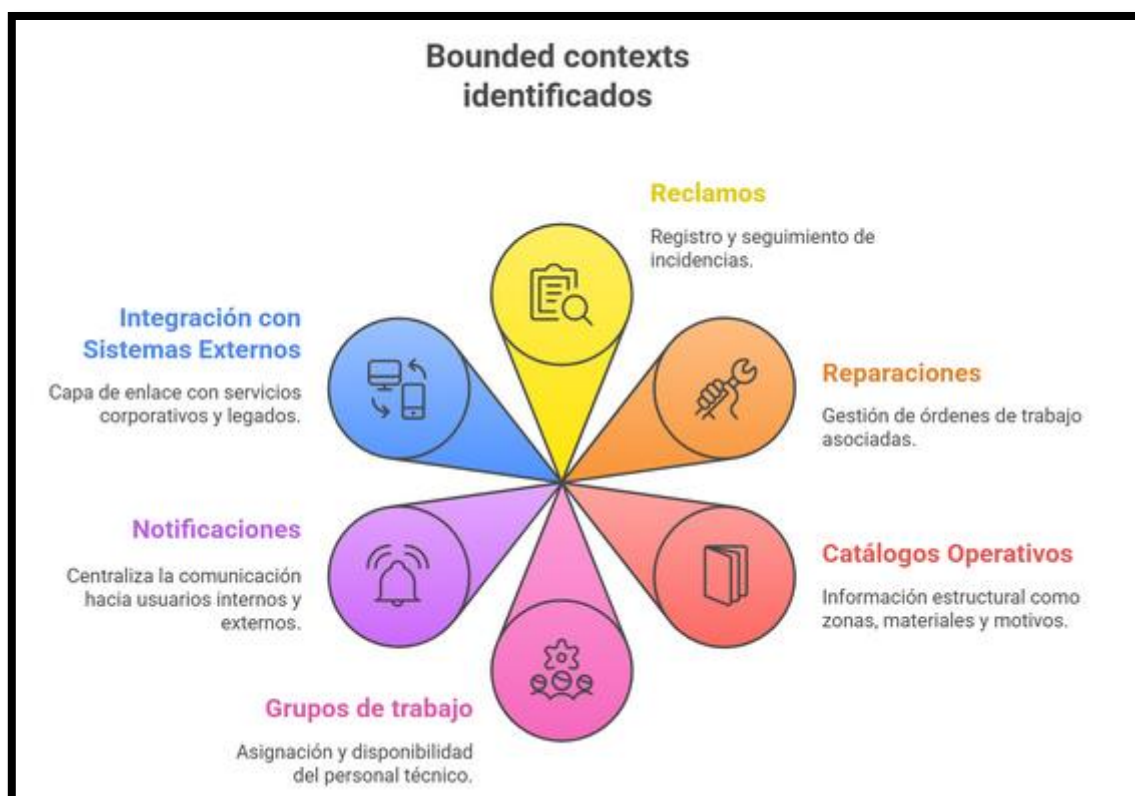 Bounded contexts
identificados
Reclamos
Registro y seguimiento de
incidencias.
Integración con
Sistemas Externos
Capa de enlace con servicios
corporativos y legados.
Reparaciones
Gestión de órdenes de trabajo
asociadas.
Notificaciones
Centraliza la comunicación
hacia usuarios internos y
externos.
Catálogos Operativos
Información estructural como
zonas, materiales y motivos.
Grupos de trabajo
Asignación y disponibilidad
del personal técnico.